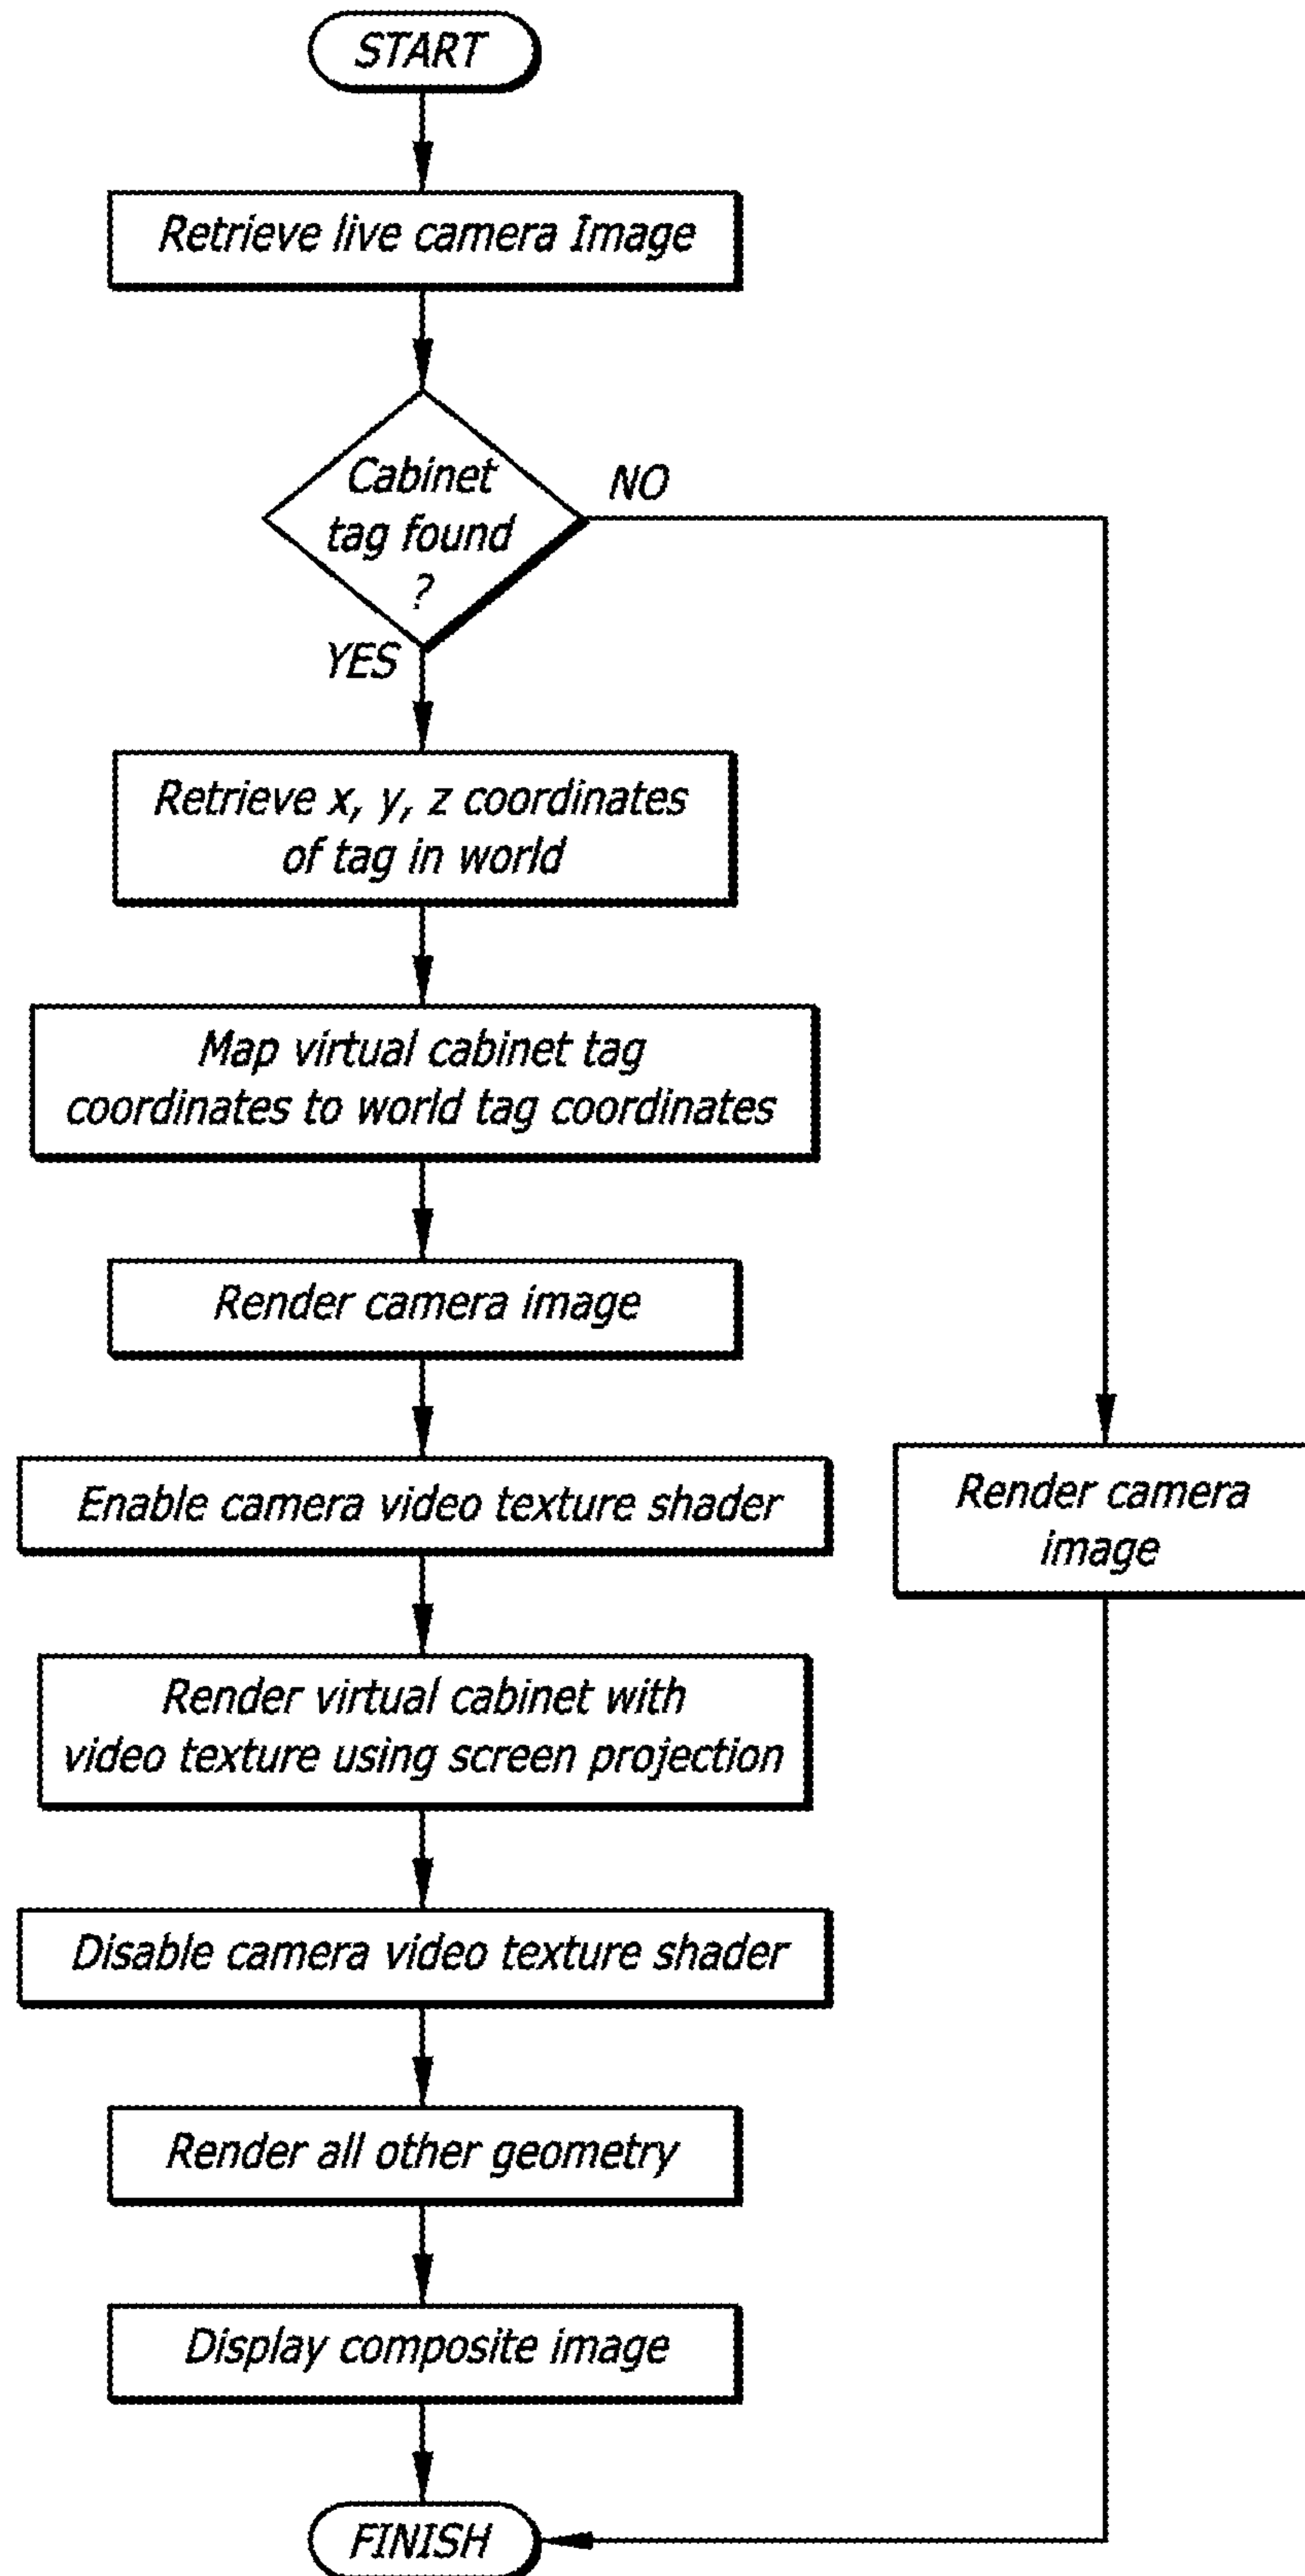 START
Retrieve live camera Image
Cabinet
tag found
?
NO
YES
Retrieve x, y, z coordinates
of tag in world
Map virtual cabinet tag
coordinates to world tag coordinates
Render camera image
Enable camera video texture shader
Render camera
image
Render virtual cabinet with
video texture using screen projection
Disable camera video texture shader
Render all other geometry
Display composite image
FINISH